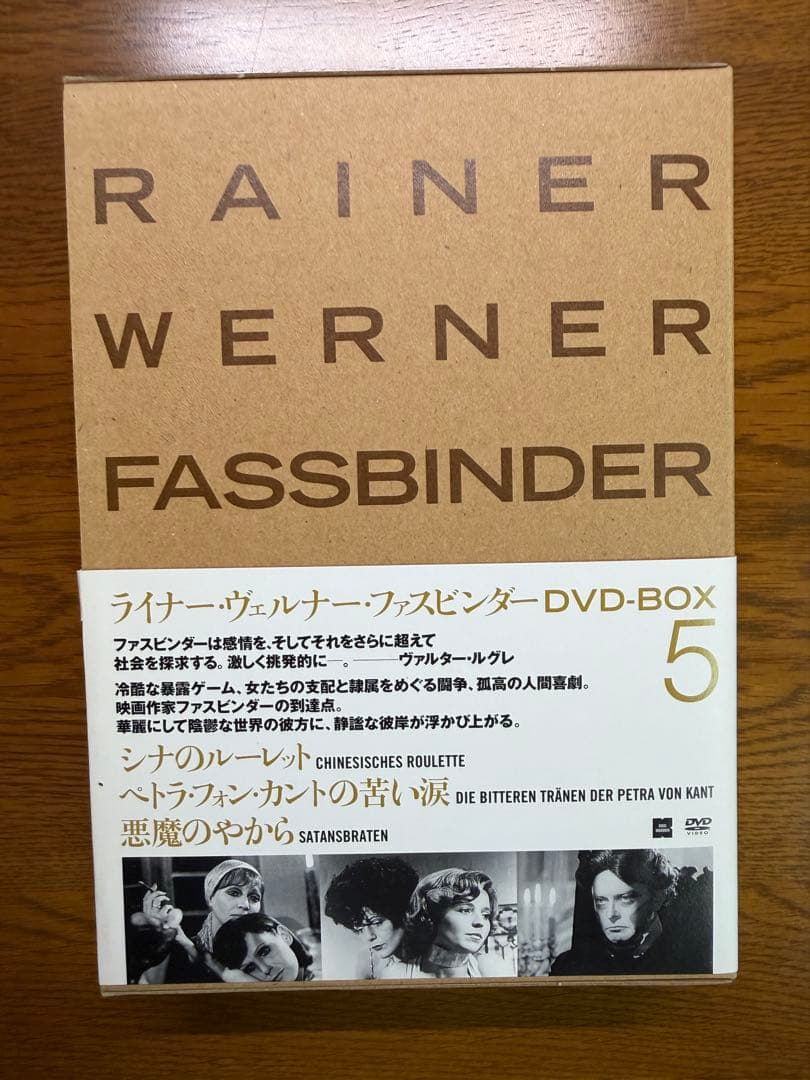 RAINER
WERNER
FASSBINDER
ライナー・ヴェルナー・ファスビンダー DVD-BOX
5
ファスビンダーは感情を、そしてそれをさらに超えて
社会を探求する。激しく挑発的に—。———ヴァルター・ルグレ
冷酷な暴露ゲーム、女たちの支配と隷属をめぐる闘争、孤高の人間喜劇。
映画作家ファスビンダーの到達点。
華麗にして陰鬱な世界の彼方に、静謐な彼岸が浮かび上がる。
シナのルーレット CHINESISCHES ROULETTE
ペトラ・フォン・カントの苦い涙 DIE BITTEREN TRÄNEN DER PETRA VON KANT
悪魔のやから SATANSBRATEN
DVD
VIDEO